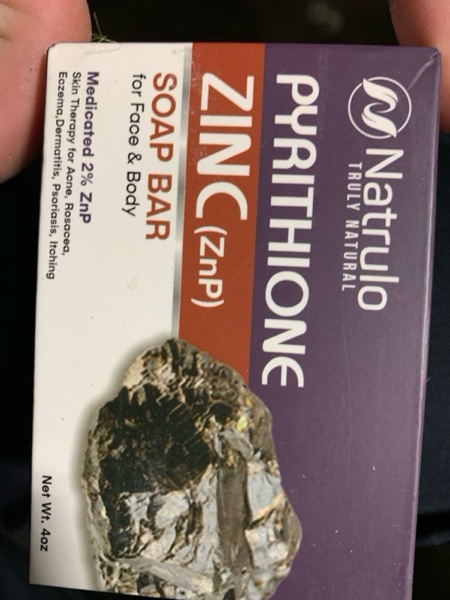 Natrulo
TRULY NATURAL
PYRITHIONE
ZINC (ZnP)
SOAP BAR
for Face & Body
Medicated 2% ZnP
Skin Therapy for Acne, Rosacea,
Eczema,Dermatitis, Psoriasis, Itching
Net Wt. 4oz